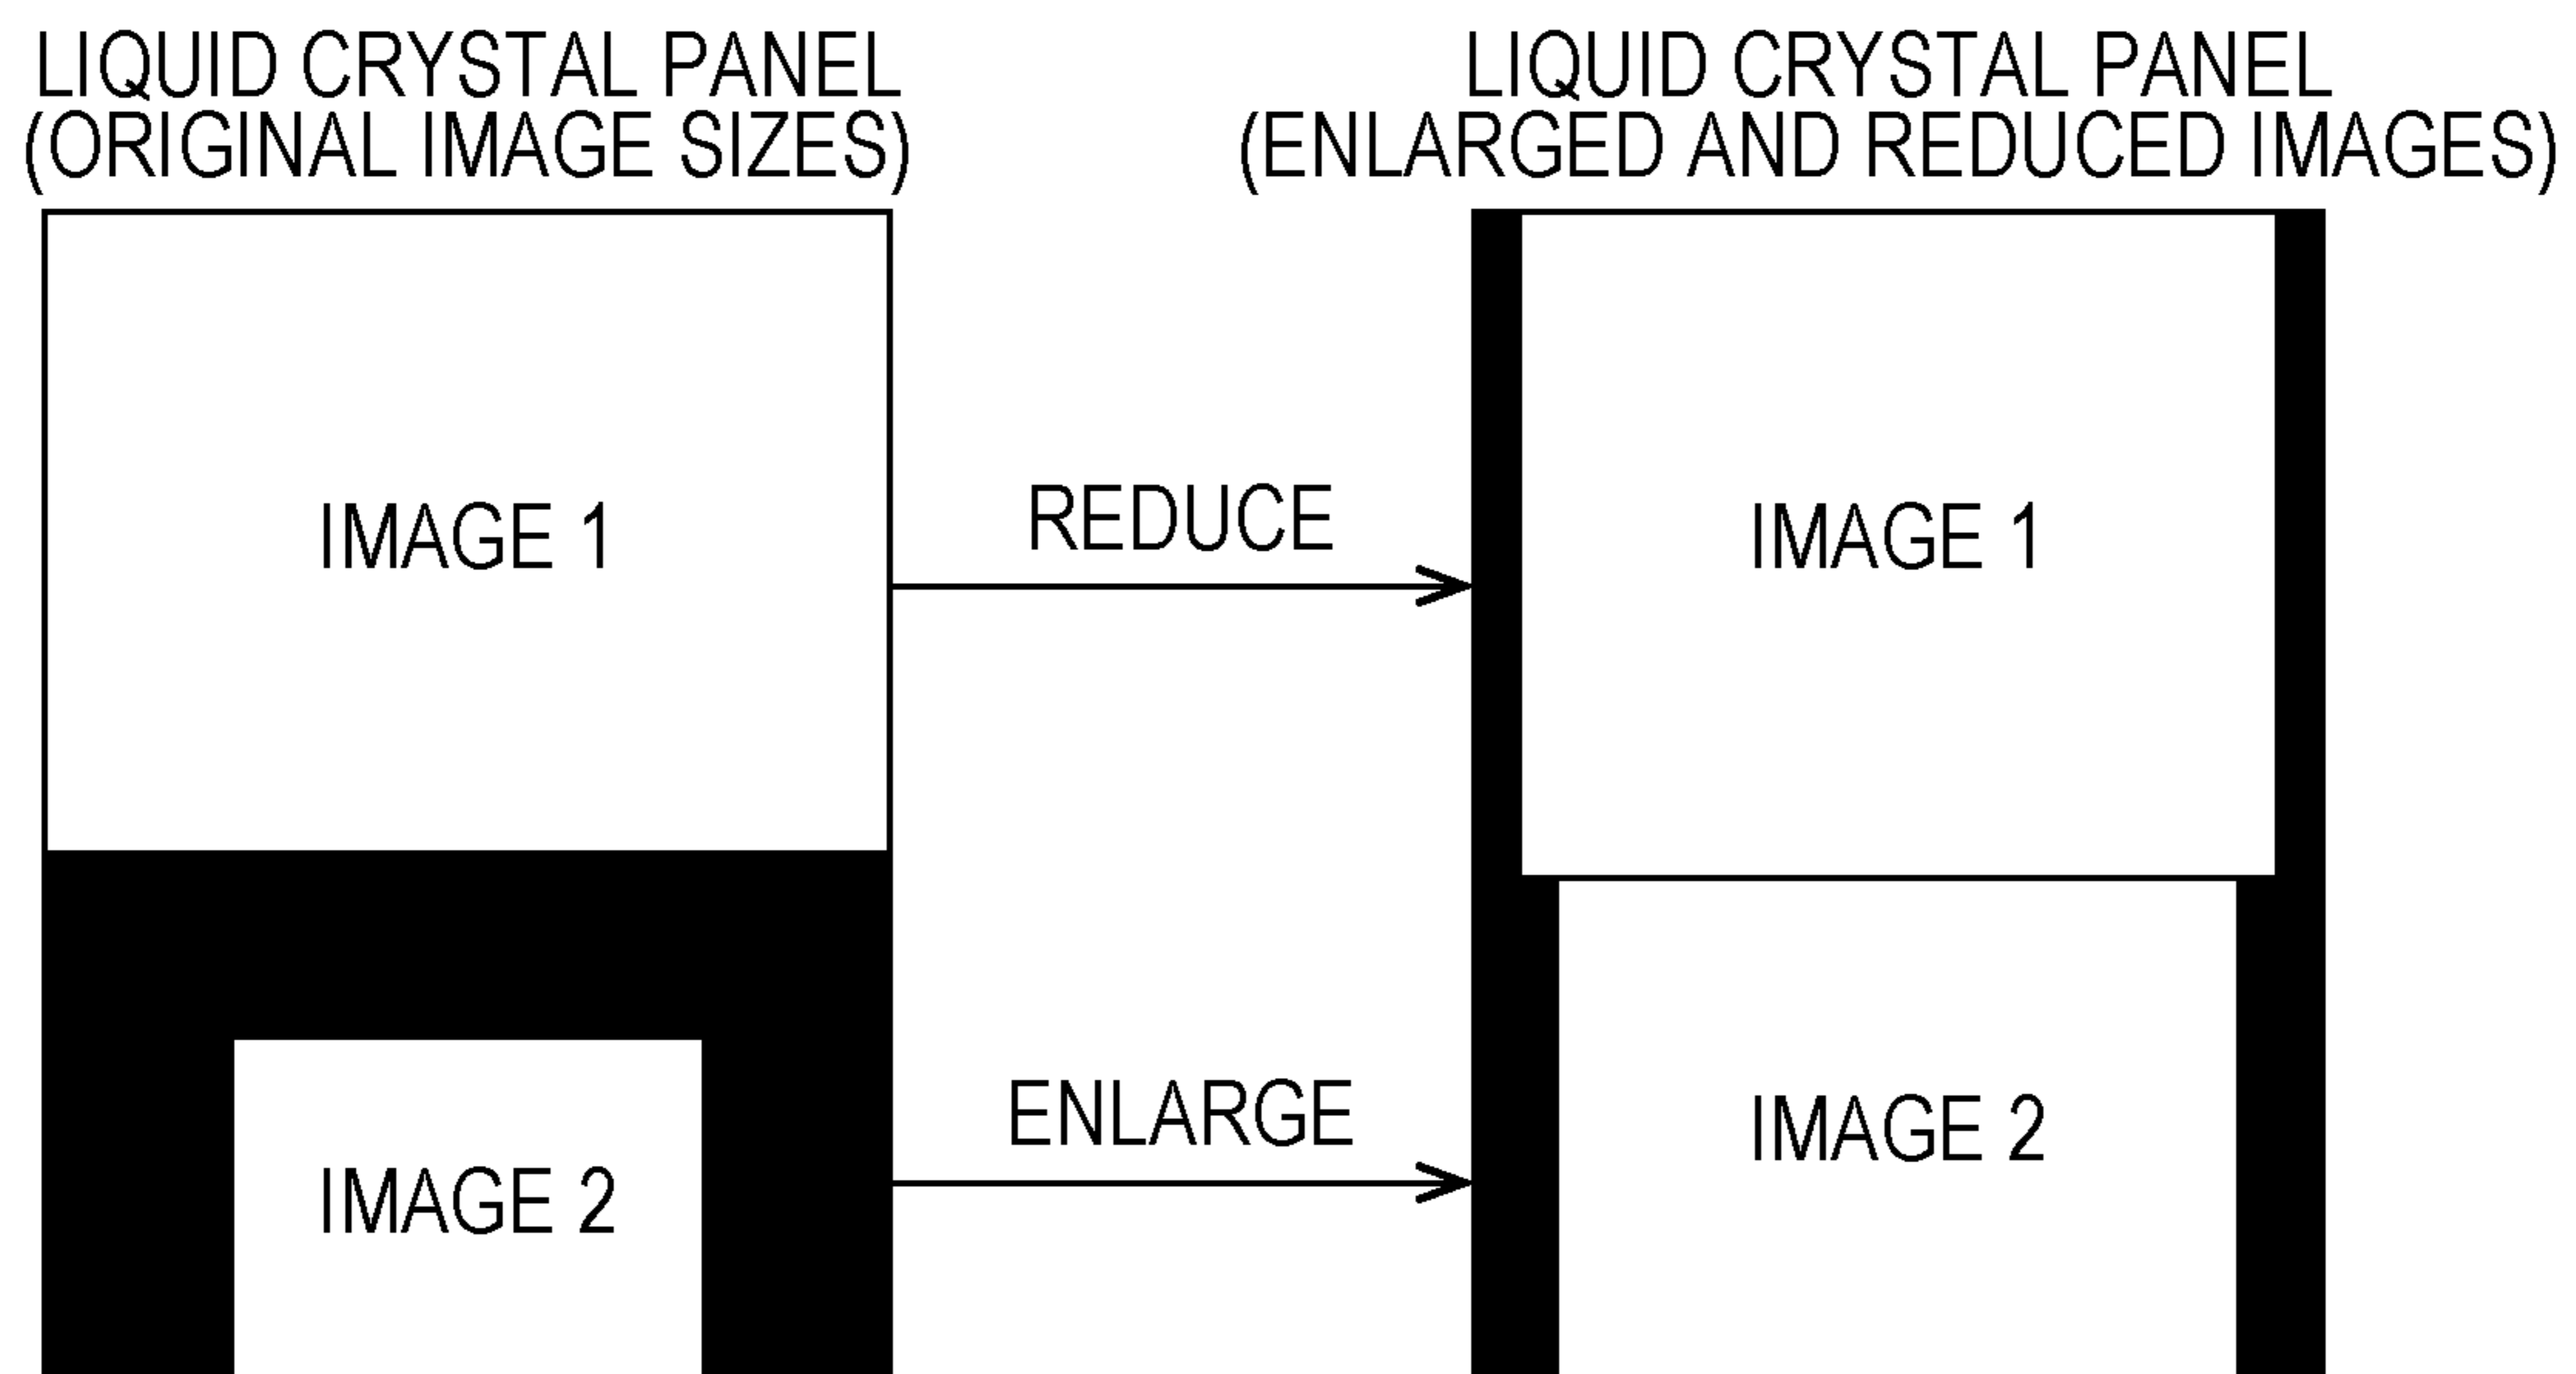 LIQUID CRYSTAL PANEL
(ORIGINAL IMAGE SIZES)
LIQUID CRYSTAL PANEL
(ENLARGED AND REDUCED IMAGES)
IMAGE 1
REDUCE
IMAGE 1
IMAGE 2
ENLARGE
IMAGE 2